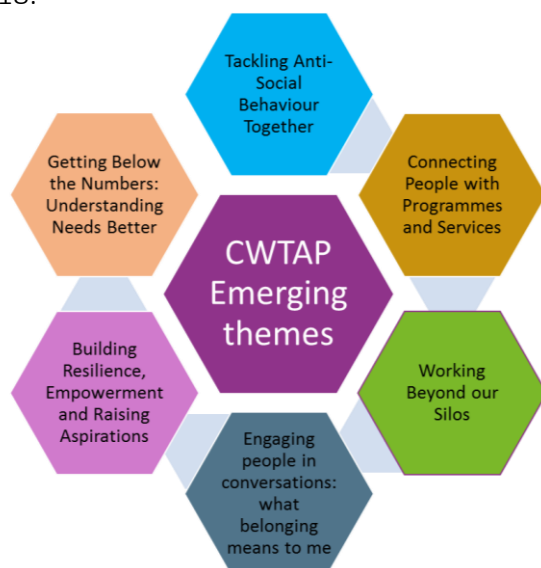 Tackling Anti-
Social
Behaviour
Together
Getting Below
the Numbers:
Understanding
Needs Better
Connecting
People with
Programmes
and Services
CWTAP
Emerging
themes
Building
Resilience,
Empowerment
and Raising
Aspirations
Working
Beyond our
Silos
Engaging
people in
conversations:
what
belonging
means to me